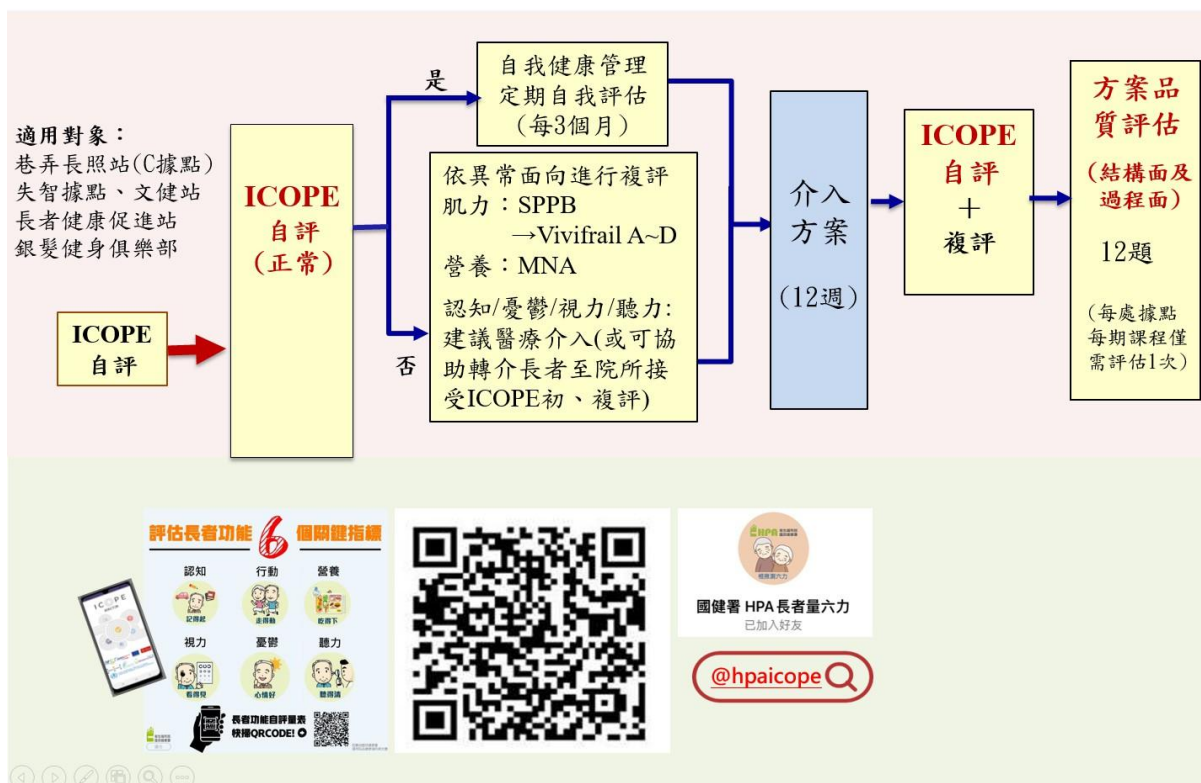 適用對象：
巷弄長照站(C據點)
失智據點、文健站
長者健康促進站
銀髮健身俱樂部
ICOPE
自評
ICOPE
自評
(正常)
是
自我健康管理
定期自我評估
(每3個月)
否
依異常面向進行複評
肌力：SPPB
→Vivifrail A~D
營養：MNA
認知/憂鬱/視力/聽力:
建議醫療介入(或可協
助轉介長者至院所接
受ICOPE初、複評)
介入
方案
(12週)
ICOPE
自評
＋
複評
方案品
質評估
(結構面及
過程面)
12題
(每處據點
每期課程僅
需評估1次)
ICOPE
評估長者功能 6 個關鍵指標
認知 行動 營養
記得起 走得動 吃得下
視力 憂鬱 聽力
看得見 心情好 聽得清
長者功能自評量表
快掃QRCODE!
HPA
國健署 HPA 長者量六力
已加入好友
@hpaicope